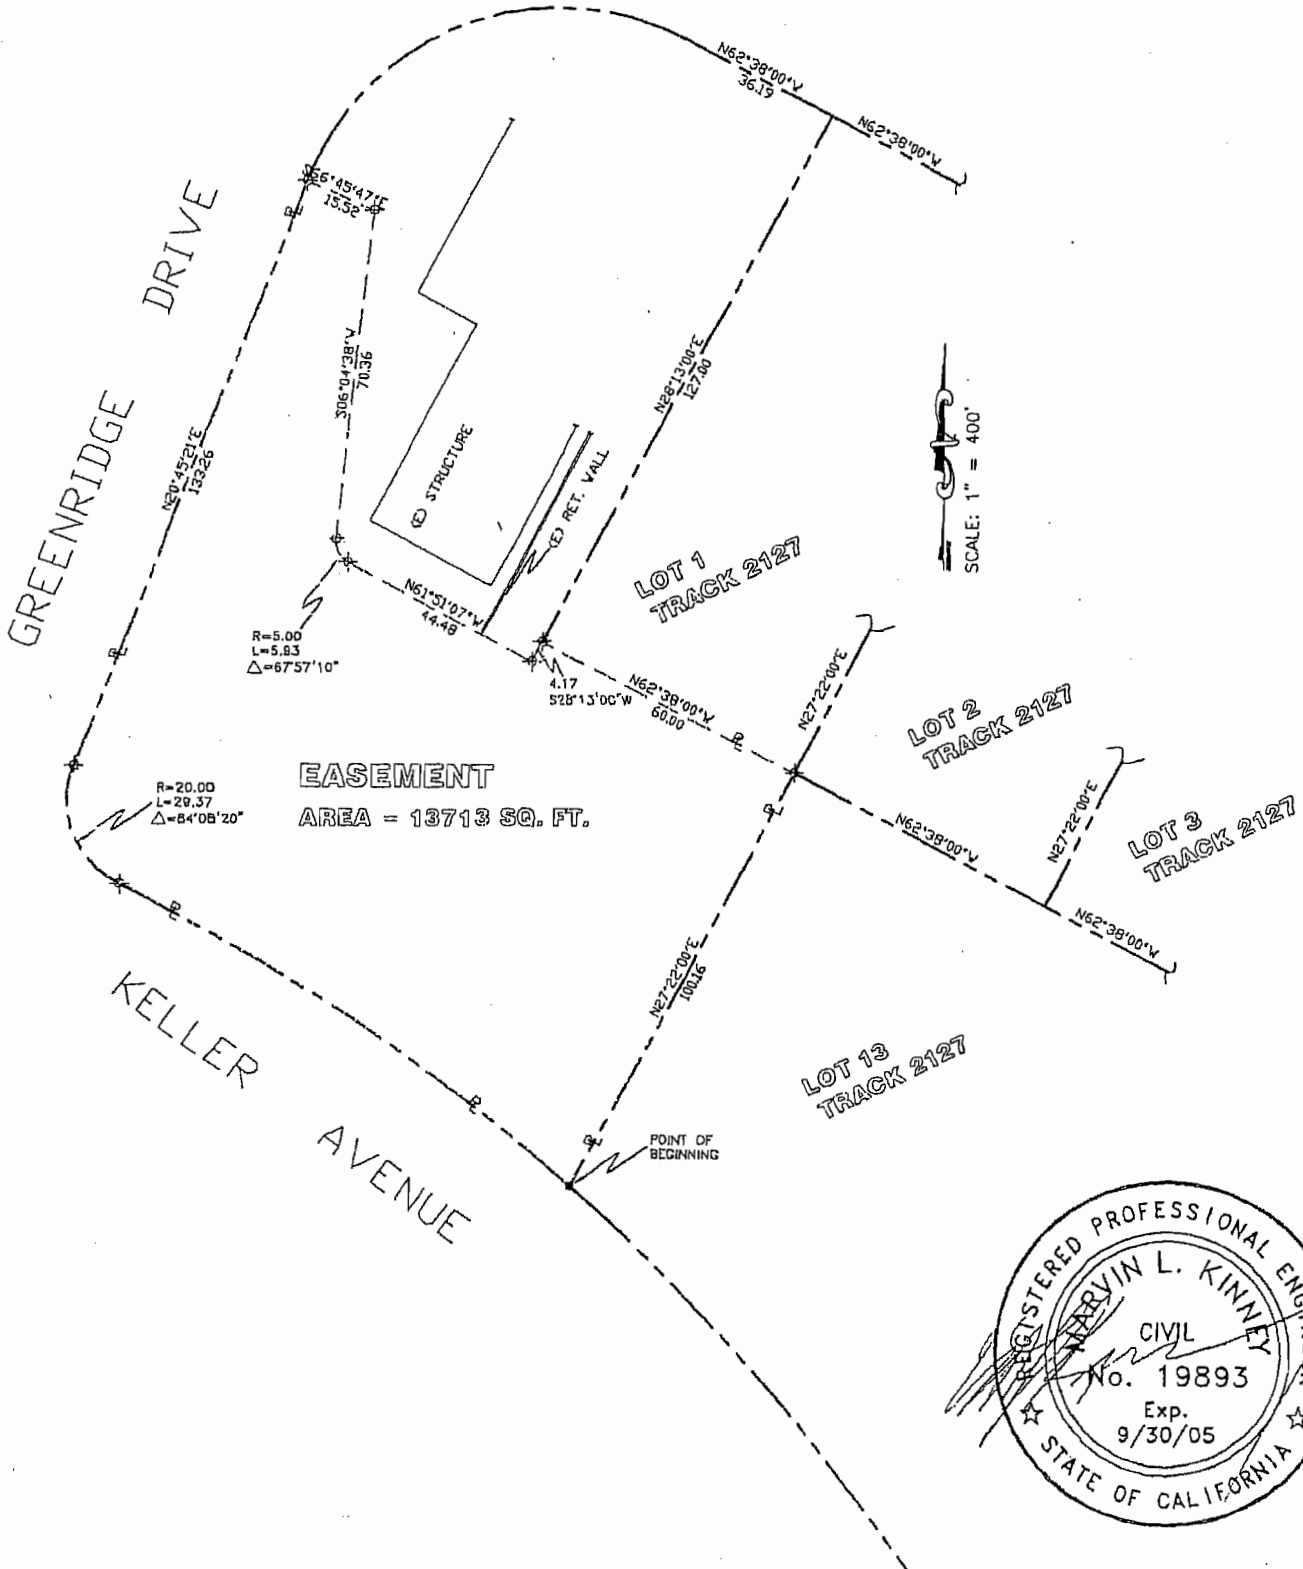 N62°38'00"W
36.19
N62°38'00"W
26°45'47"E
15.52
GREENRIDGE DRIVE
S06°04'38"W
70.36
N28°13'00"E
127.00
N20°45'21"E
133.26
(E) STRUCTURE
(E) RET. WALL
SCALE: 1" = 400'
LOT 1
TRACK 2127
N61°51'07"W
44.48
R=5.00
L=5.93
△=67°57'10"
4.17
S28°13'00"W
N62°38'00"W
60.00
N27°22'00"E
LOT 2
TRACK 2127
EASEMENT
AREA = 13713 SQ. FT.
R=20.00
L=29.37
△=84°08'20"
N62°38'00"W
N27°22'00"E
LOT 3
TRACK 2127
N62°38'00"W
N27°22'00"E
100.16
KELLER AVENUE
LOT 13
TRACK 2127
POINT OF
BEGINNING
REGISTERED PROFESSIONAL
MARVIN L. KINNEY
CIVIL
No. 19893
Exp.
9/30/05
STATE OF CALIFORNIA